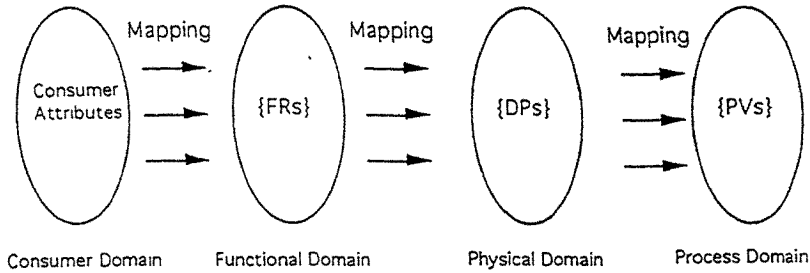 Mapping
Mapping
Mapping
Consumer
Attributes
{FRs}
{DPs}
{PVs}
Consumer Domain
Functional Domain
Physical Domain
Process Domain